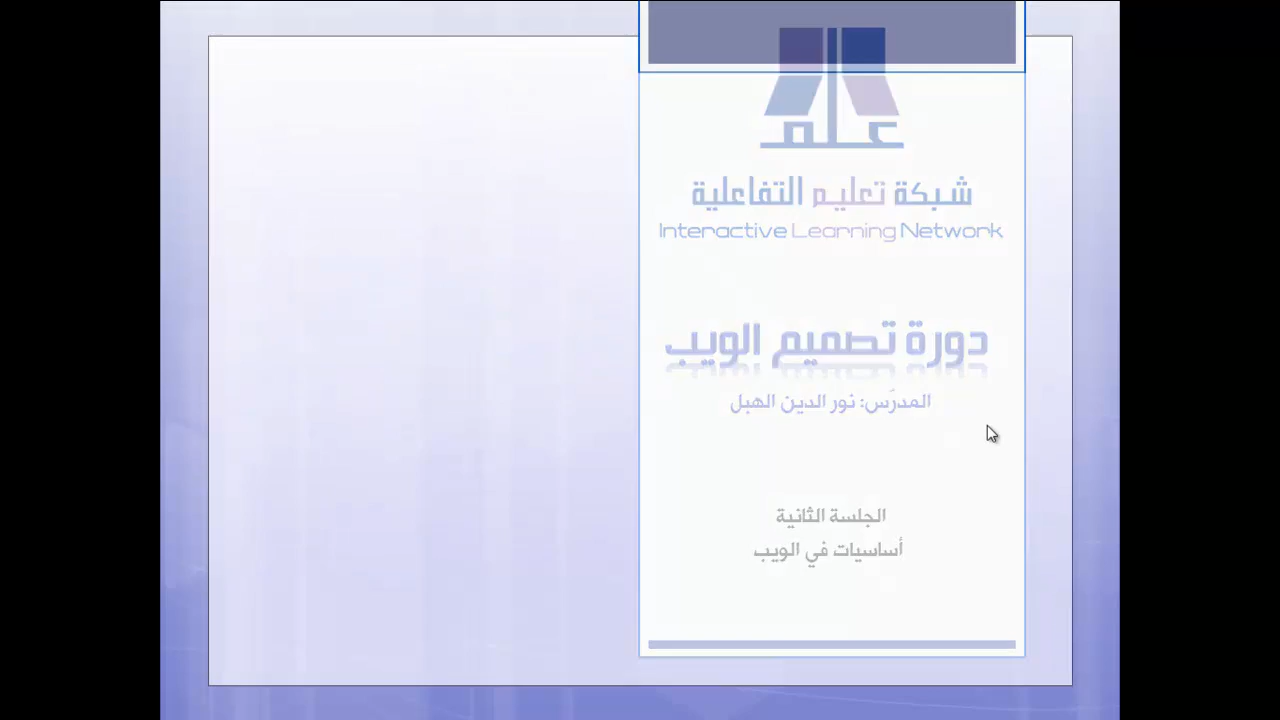 علم
شبكة تعليم التفاعلية
Interactive Learning Network
دورة تصميم الويب
المدرّس: نور الدين الهبل
الجلسة الثانية
أساسيات في الويب